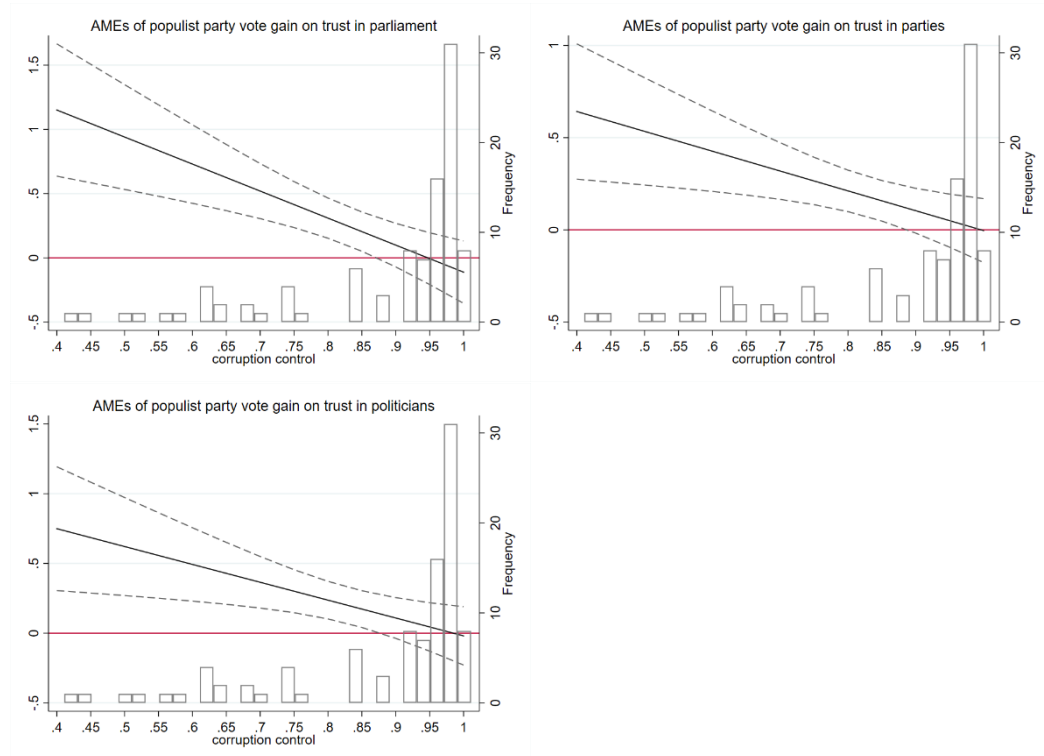 AMEs of populist party vote gain on trust in parliament
1.5
1
.5
0
-.5
30
20
10
0
Frequency
.4 .45 .5 .55 .6 .65 .7 .75 .8 .85 .9 .95 1
corruption control
AMEs of populist party vote gain on trust in parties
1
.5
0
-.5
30
20
10
0
Frequency
.4 .45 .5 .55 .6 .65 .7 .75 .8 .85 .9 .95 1
corruption control
AMEs of populist party vote gain on trust in politicians
1.5
1
.5
0
-.5
30
20
10
0
Frequency
.4 .45 .5 .55 .6 .65 .7 .75 .8 .85 .9 .95 1
corruption control